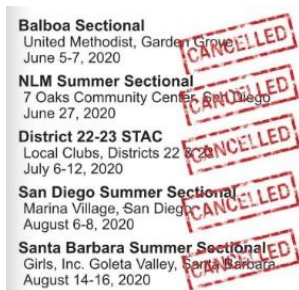 Balboa Sectional
United Methodist, Garden Grove
CANCELLED
June 5-7, 2020
NLM Summer Sectional
7 Oaks Community Center, San Diego
CANCELLED
June 27, 2020
District 22-23 STAC
Local Clubs, Districts 22 & 23
CANCELLED
July 6-12, 2020
San Diego Summer Sectional
Marina Village, San Diego
CANCELLED
August 6-8, 2020
Santa Barbara Summer Sectional
Girls, Inc. Goleta Valley, Santa Barbara
CANCELLED
August 14-16, 2020